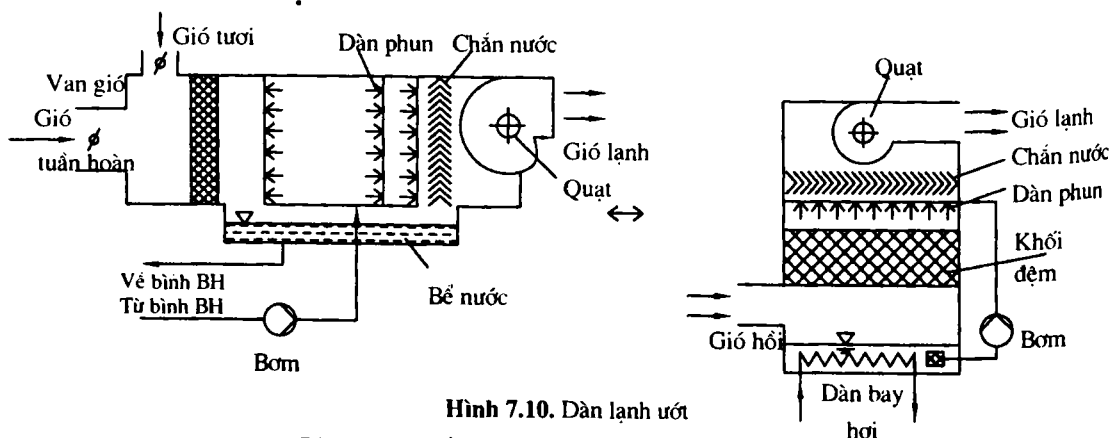 Gió tươi
Dàn phun
Chắn nước
Van gió
Gió
tuần hoàn
Gió lạnh
Quạt
Về bình BH
Từ bình BH
Bể nước
Bơm
Quạt
Gió lạnh
Chắn nước
Dàn phun
Khối
đệm
Gió hồi
Bơm
Dàn bay
hơi
Hình 7.10. Dàn lạnh ướt